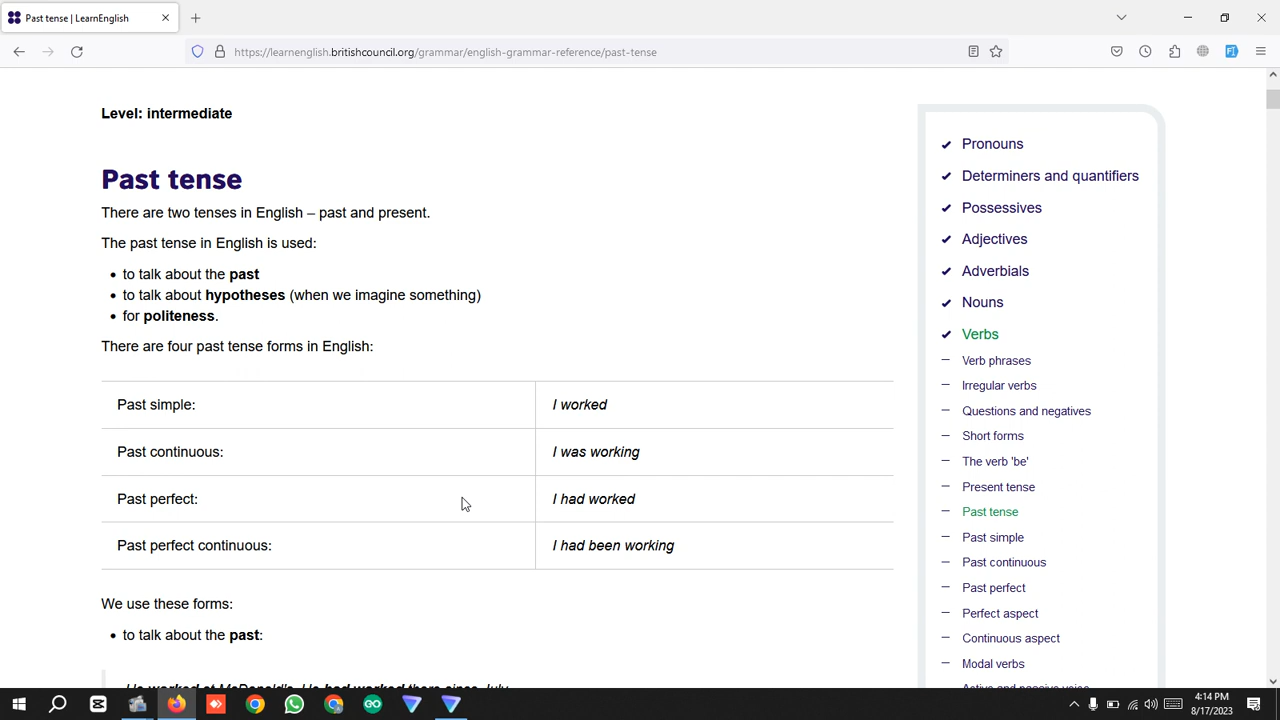 Past tense | LearnEnglish
https://learnenglish.britishcouncil.org/grammar/english-grammar-reference/past-tense
Level: intermediate
Past tense
There are two tenses in English – past and present.
The past tense in English is used:
• to talk about the past
• to talk about hypotheses (when we imagine something)
• for politeness.
There are four past tense forms in English:
Past simple: I worked
Past continuous: I was working
Past perfect: I had worked
Past perfect continuous: I had been working
We use these forms:
• to talk about the past:
Pronouns
Determiners and quantifiers
Possessives
Adjectives
Adverbials
Nouns
Verbs
Verb phrases
Irregular verbs
Questions and negatives
Short forms
The verb 'be'
Present tense
Past tense
Past simple
Past continuous
Past perfect
Perfect aspect
Continuous aspect
Modal verbs
4:14 PM
8/17/2023